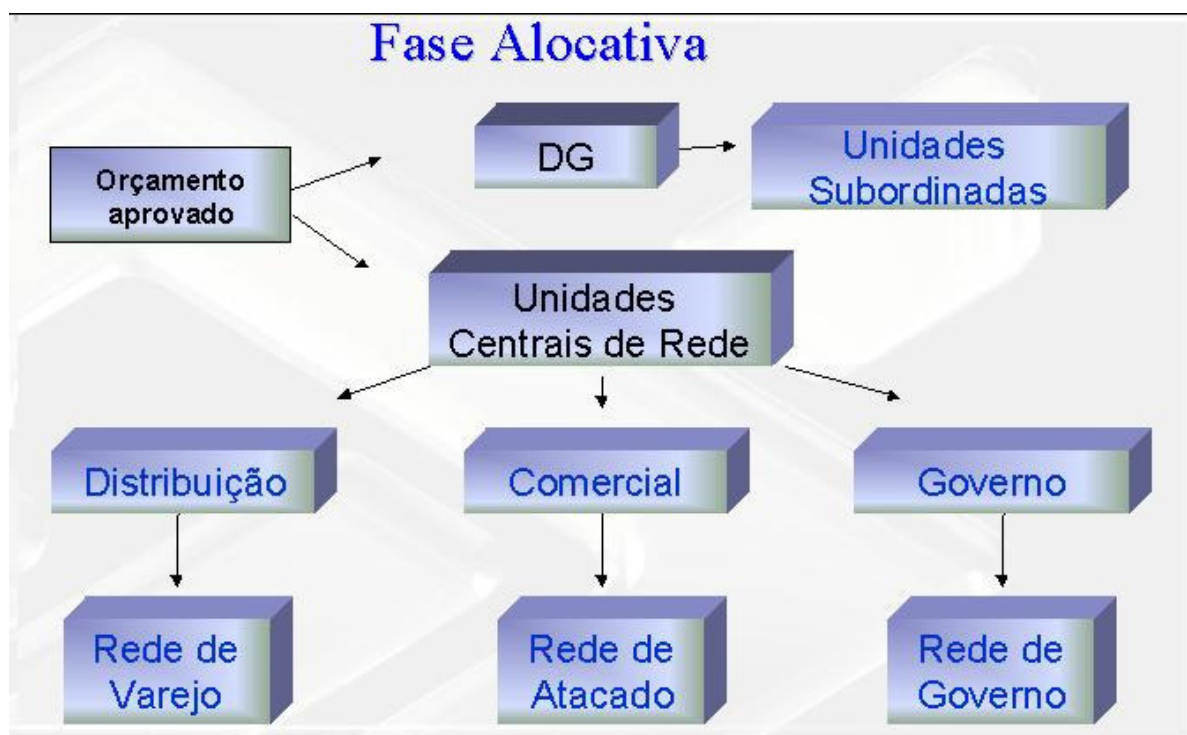 Fase Alocativa
Orçamento
aprovado
DG
Unidades
Subordinadas
Unidades
Centrais de Rede
Distribuição
Comercial
Governo
Rede de
Varejo
Rede de
Atacado
Rede de
Governo